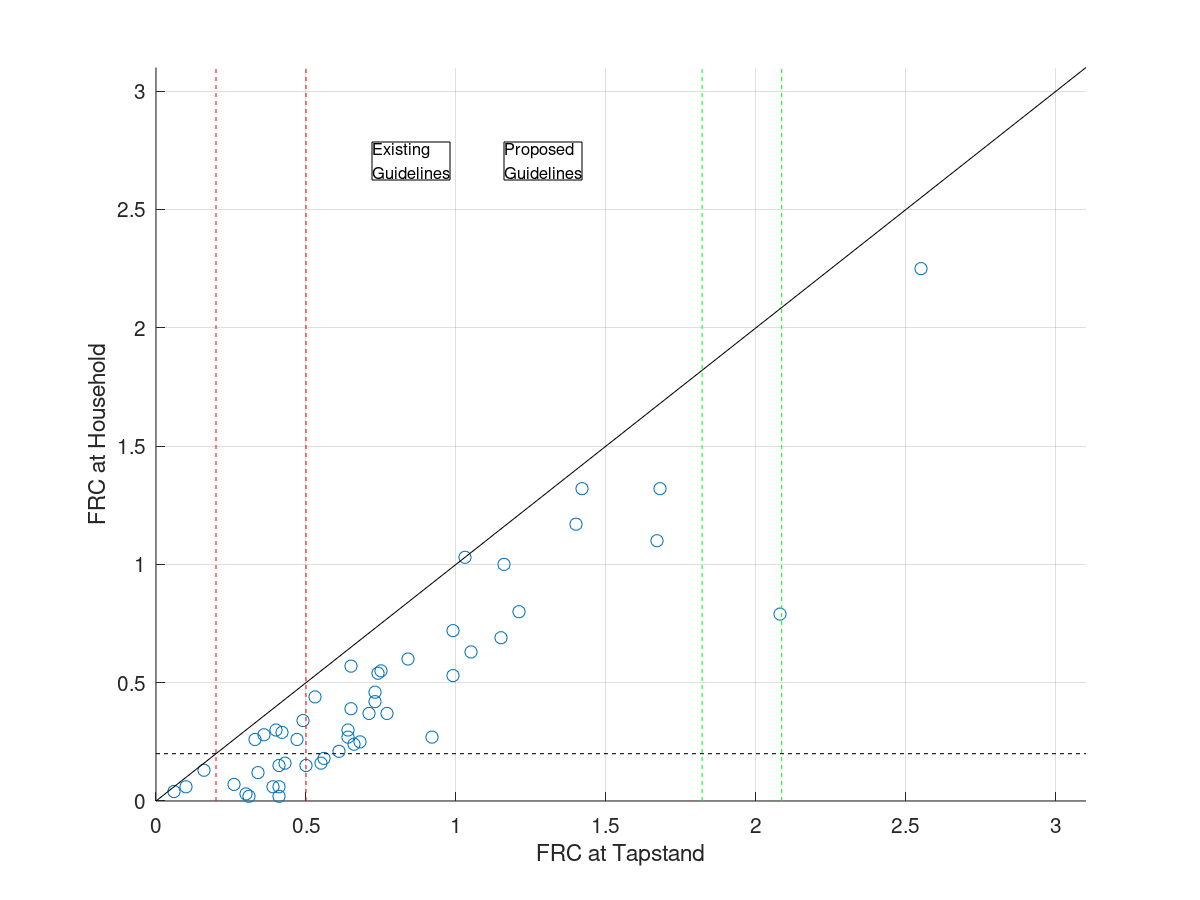 3
Existing
Guidelines
Proposed
Guidelines
2.5
2
1.5
1
0.5
0
FRC at Household
0
0.5
1
1.5
2
2.5
3
FRC at Tapstand